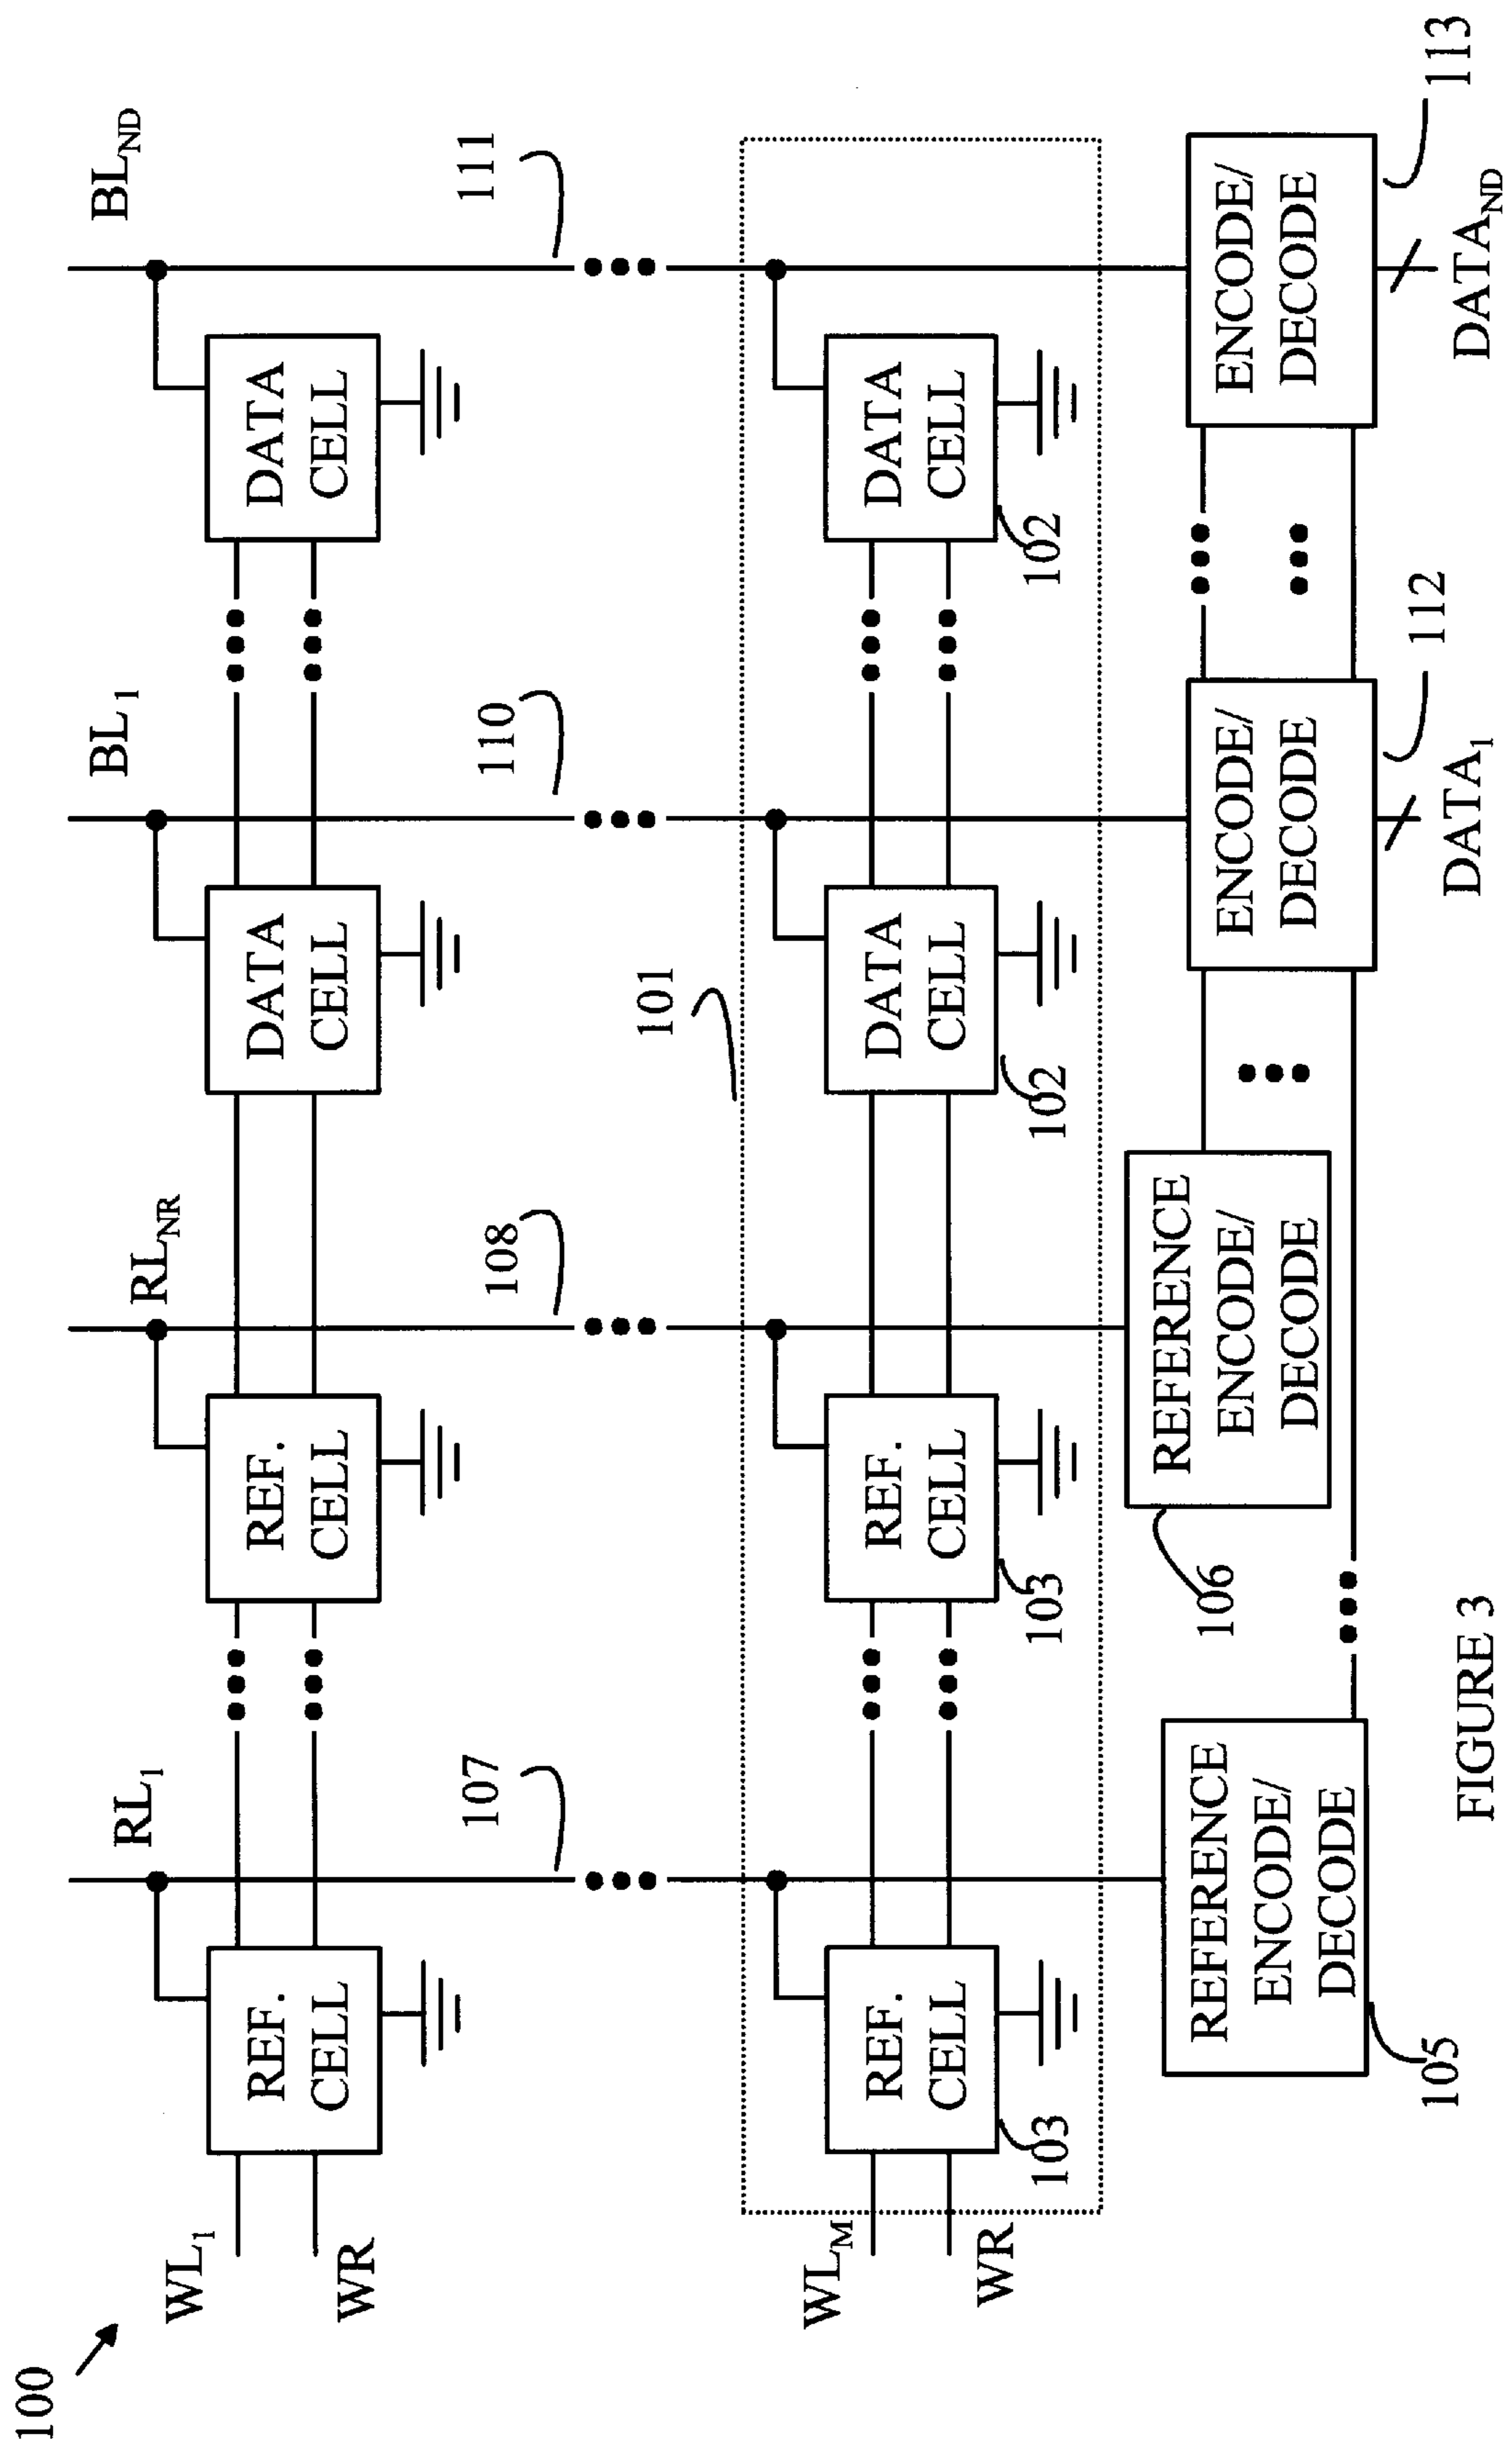 100
RL1
RLNR
BL1
BLND
WL1
WR
REF.
CELL
REF.
CELL
DATA
CELL
DATA
CELL
107
108
110
111
101
WLM
WR
REF.
CELL
REF.
CELL
DATA
CELL
DATA
CELL
103
103
102
102
REFERENCE
ENCODE/
DECODE
REFERENCE
ENCODE/
DECODE
ENCODE/
DECODE
ENCODE/
DECODE
105
106
112
113
DATA1
DATAND
FIGURE 3